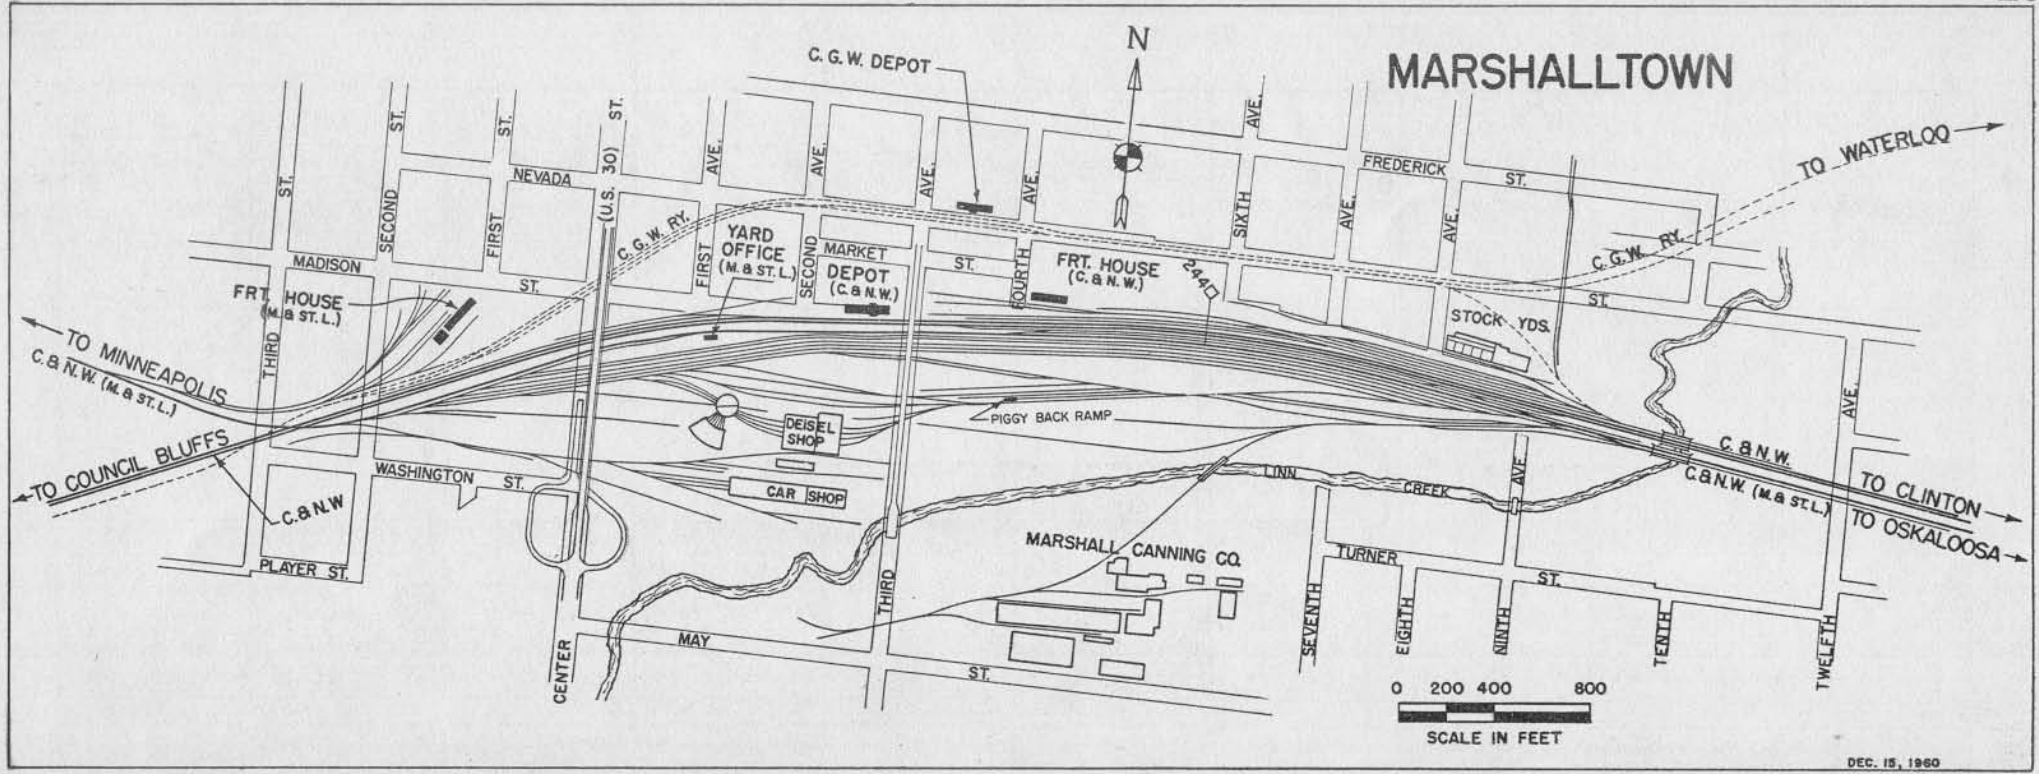 MARSHALLTOWN
N
C. G. W. DEPOT
TO WATERLOO
FREDERICK
ST.
ST.
ST.
ST.
ST.
AVE.
AVE.
AVE.
AVE.
AVE.
AVE.
AVE.
NEVADA
SECOND
FIRST
(U.S. 30)
SIXTH
C. G. W. RY.
C. G. W. RY.
FIRST
YARD
OFFICE
(M. & ST. L.)
SECOND
MARKET
ST.
DEPOT
(C. & N.W.)
FOURTH
FRT. HOUSE
(C. & N.W.)
244
ST.
MADISON
ST.
FRT. HOUSE
(M. & ST. L.)
STOCK YDS.
THIRD
TO MINNEAPOLIS
C. & N.W. (M. & ST. L.)
PIGGY BACK RAMP
DEISEL
SHOP
AVE.
TO COUNCIL BLUFFS
C. & N.W
WASHINGTON
ST.
CAR SHOP
LINN
CREEK
AVE.
C. & N.W.
C. & N.W. (M. & ST. L.)
TO CLINTON
TO OSKALOOSA
PLAYER ST.
MARSHALL CANNING CO.
TURNER
ST.
THIRD
SEVENTH
EIGHTH
NINTH
TENTH
TWELFTH
CENTER
MAY
ST.
0 200 400 800
SCALE IN FEET
DEC. 15, 1960